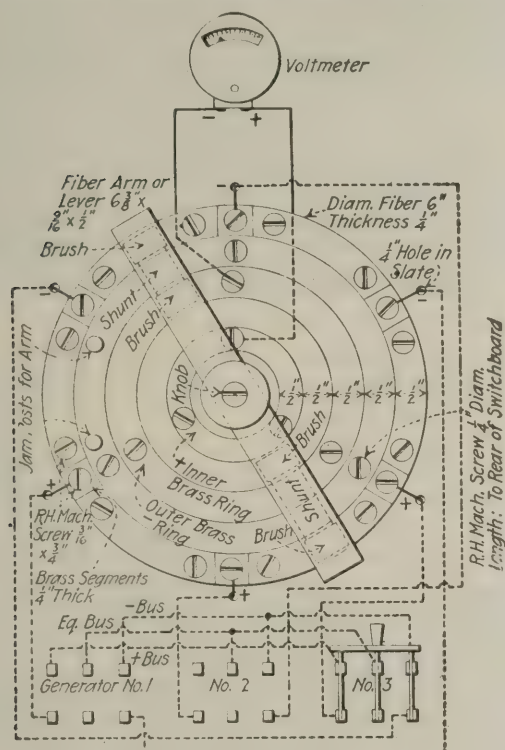 Voltmeter
- +
Fiber Arm or
Lever 6 3/8" x
9/16" x 1/2"
Diam. Fiber 6"
Thickness 1/4"
1/4" Hole in
Slate
Brush
Shunt
Brush
-
-
Jam. Posts for Arm
Knob
1/2" 1/2" 1/2" 1/2" 1/2"
+ Inner
Brass Ring
Outer Brass
- Ring
Brush
Shunt
Brush
R.H. Mach. Screw 1/4" Diam.
Length: To Rear of Switchboard
+
+
+
R.H. Mach.
Screw 3/16
x 3/4"
Brass Segments
1/4" Thick
-Bus
Eq. Bus
+Bus
Generator No. 1
No. 2
No. 3